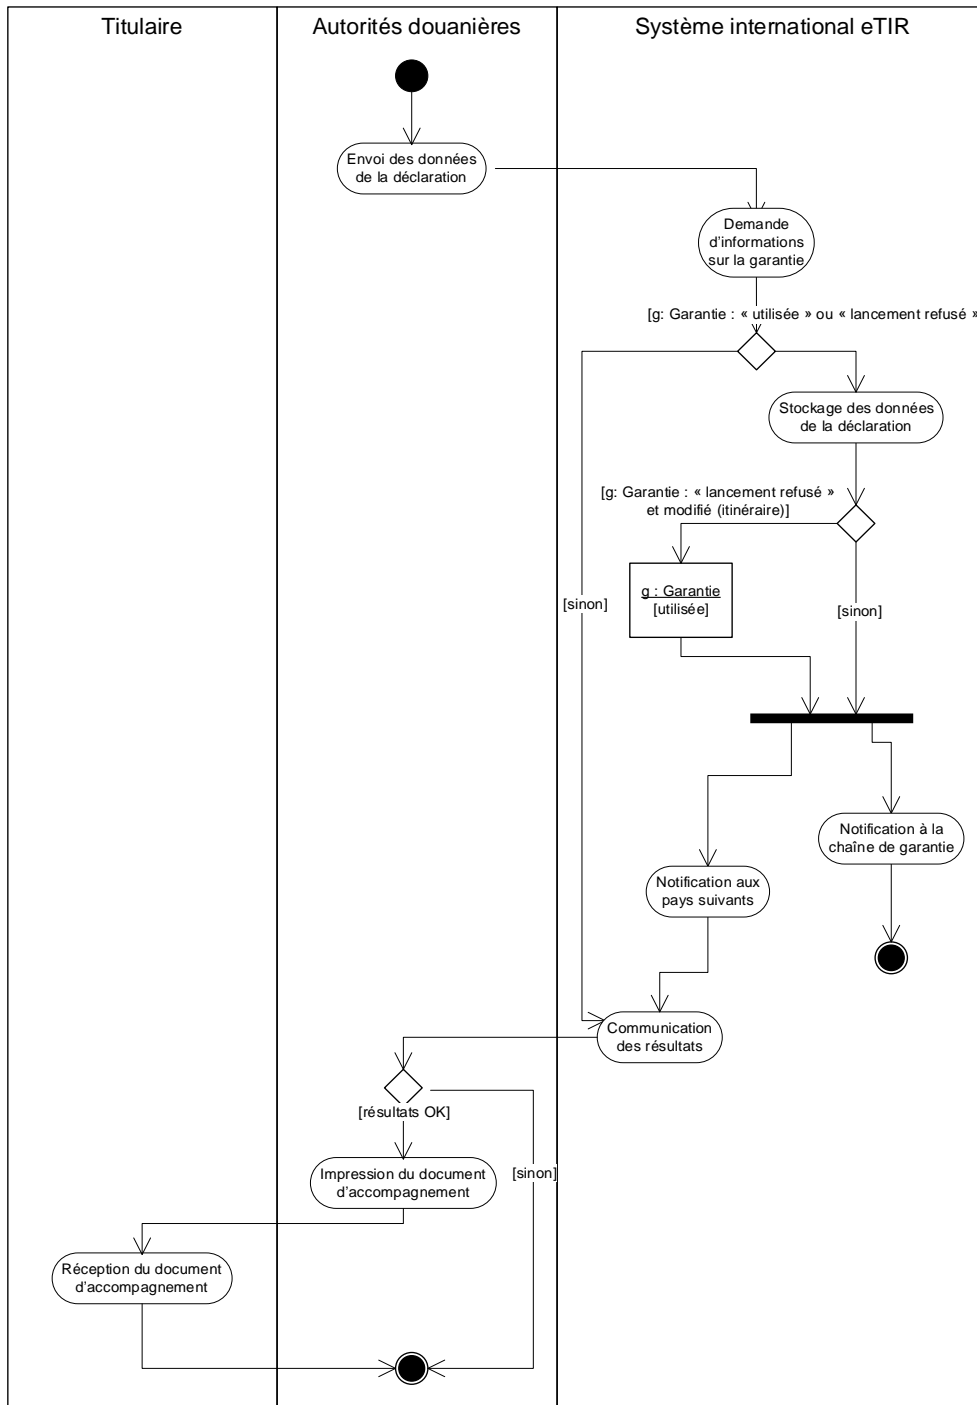 Titulaire
Autorités douanières
Système international eTIR
Envoi des données
de la déclaration
Demande
d'informations
sur la garantie
[g: Garantie : « utilisée » ou « lancement refusé »
Stockage des données
de la déclaration
[g: Garantie : « lancement refusé »
et modifié (itinéraire)]
g : Garantie
[utilisée]
[sinon]
[sinon]
Notification à la
chaîne de garantie
Notification aux
pays suivants
Communication
des résultats
[résultats OK]
[sinon]
Impression du document
d'accompagnement
Réception du document
d'accompagnement